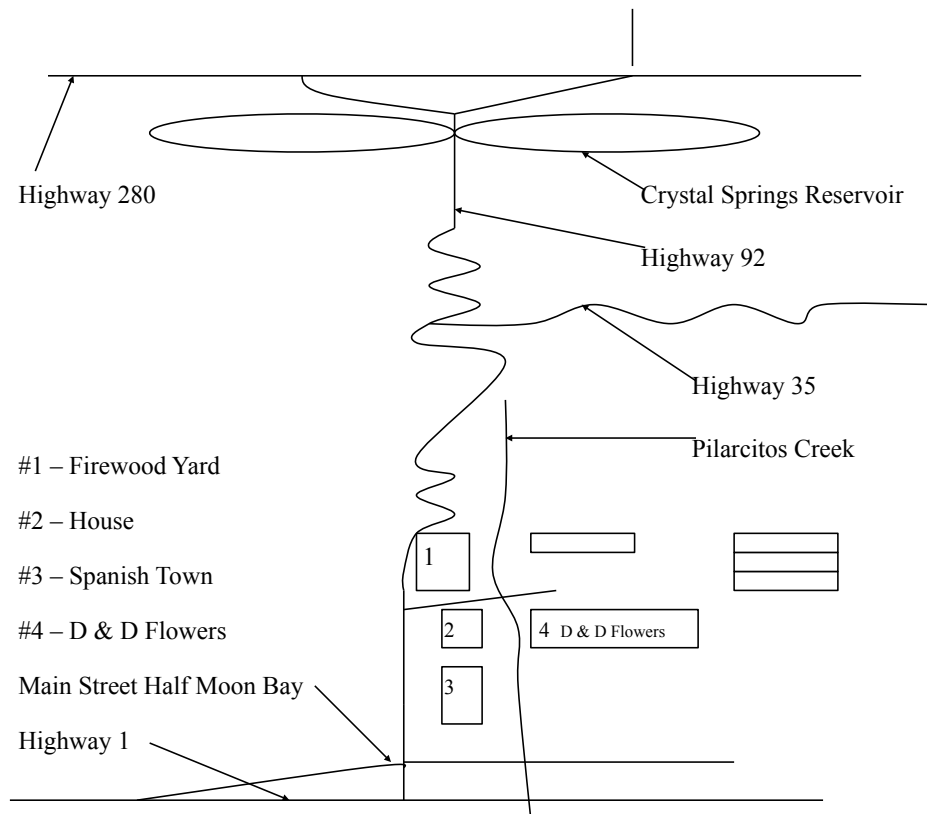 Highway 280
Crystal Springs Reservoir
Highway 92
Highway 35
Pilarcitos Creek
#1 – Firewood Yard
#2 – House
#3 – Spanish Town
#4 – D & D Flowers
Main Street Half Moon Bay
Highway 1
1
2
4 D & D Flowers
3